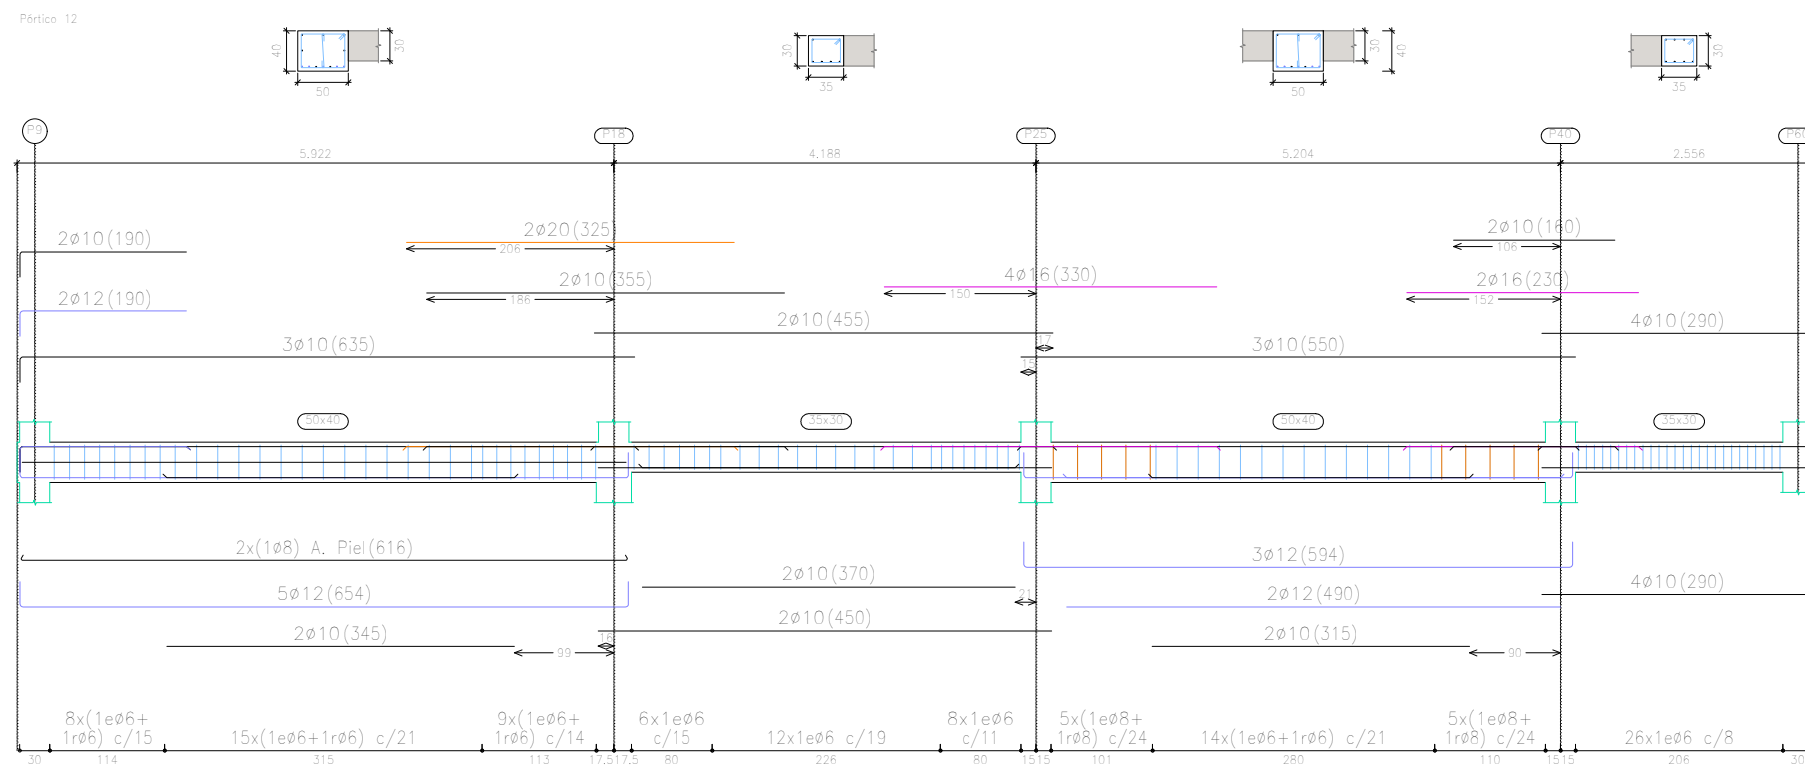 Pórtico 12
40
30
50
30
35
30
40
50
30
35
P9
P18
P25
P40
P60
5.922
4.188
5.204
2.556
2ø10(190)
2ø20(325
206
2ø10(160)
106
2ø12(190)
2ø10(355)
186
4ø16(330)
150
2ø16(230)
152
3ø10(635)
2ø10(455)
17
15
3ø10(550)
4ø10(290)
50x40
35x30
50x40
35x30
2x(1ø8) A. Piel(616)
3ø12(594)
5ø12(654)
2ø10(370)
21
2ø12(490)
4ø10(290)
2ø10(345)
99
16
2ø10(450)
2ø10(315)
90
8x(1eø6+
1rø6) c/15
15x(1eø6+1rø6) c/21
9x(1eø6+
1rø6) c/14
6x1eø6
c/15
12x1eø6 c/19
8x1eø6
c/11
5x(1eø8+
1rø8) c/24
14x(1eø6+1rø6) c/21
5x(1eø8+
1rø8) c/24
26x1eø6 c/8
30 114 315 113 17.517.5 80 226 80 1515 101 280 110 1515 206 30